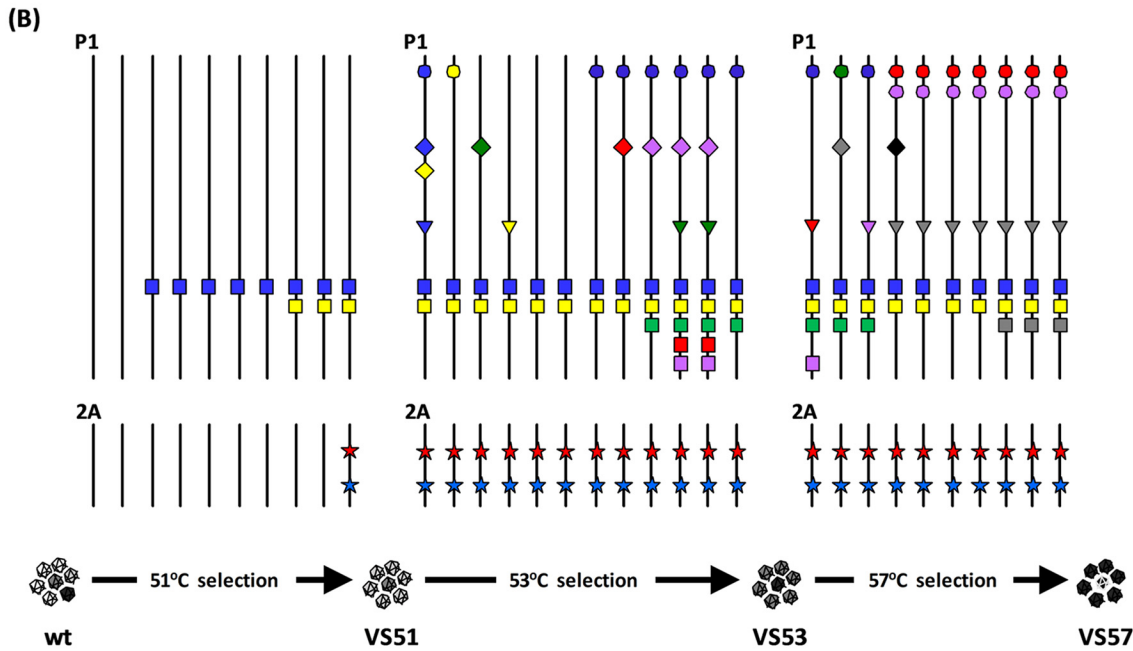 (B)
P1 P1 P1
2A 2A 2A
51°C selection 53°C selection 57°C selection
wt VS51 VS53 VS57